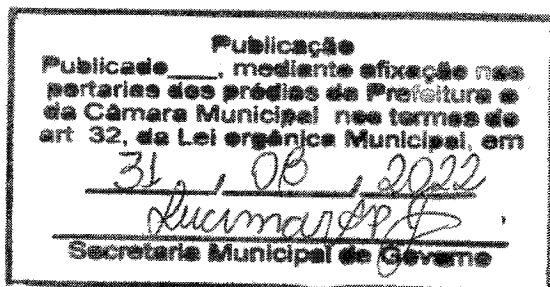 Publicação
Publicado___, mediante afixação nas
portarias dos prédios da Prefeitura e
da Câmara Municipal nos termos do
art 32, da Lei orgânica Municipal, em
31 / 08 / 2022
Secretaria Municipal de Governo